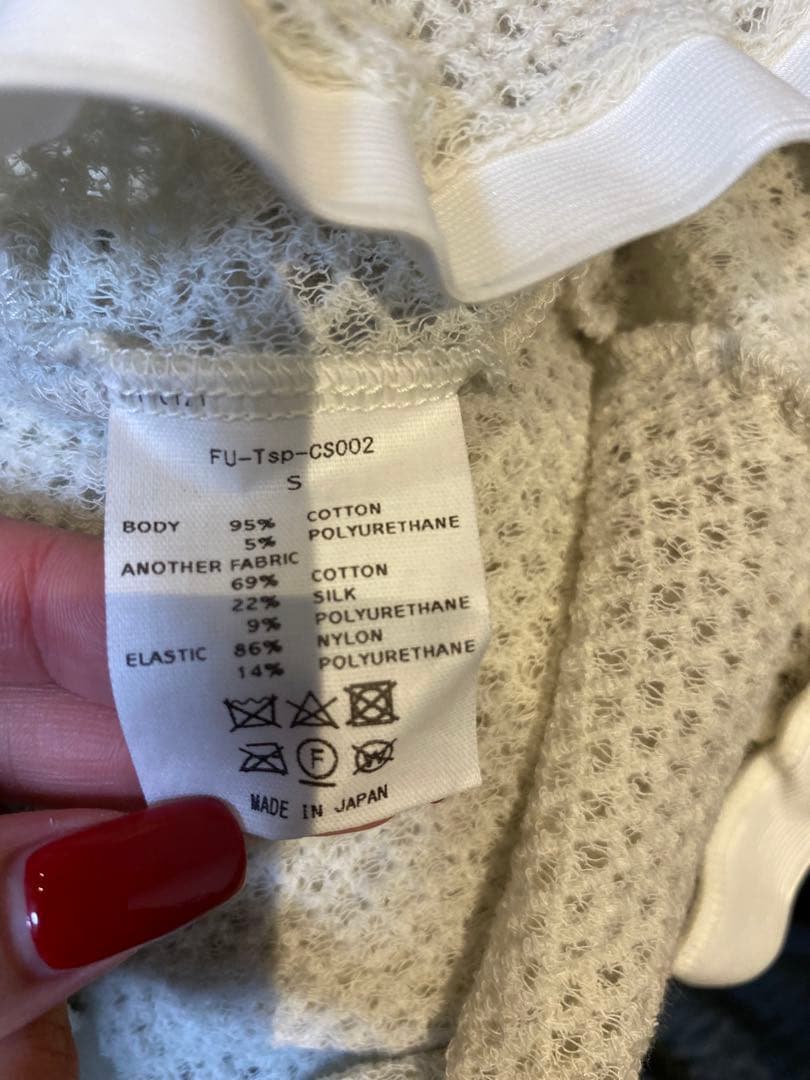 FU-Tsp-CS002
S
BODY 95% COTTON
5% POLYURETHANE
ANOTHER FABRIC
69% COTTON
22% SILK
9% POLYURETHANE
ELASTIC 86% NYLON
14% POLYURETHANE
F W
MADE IN JAPAN